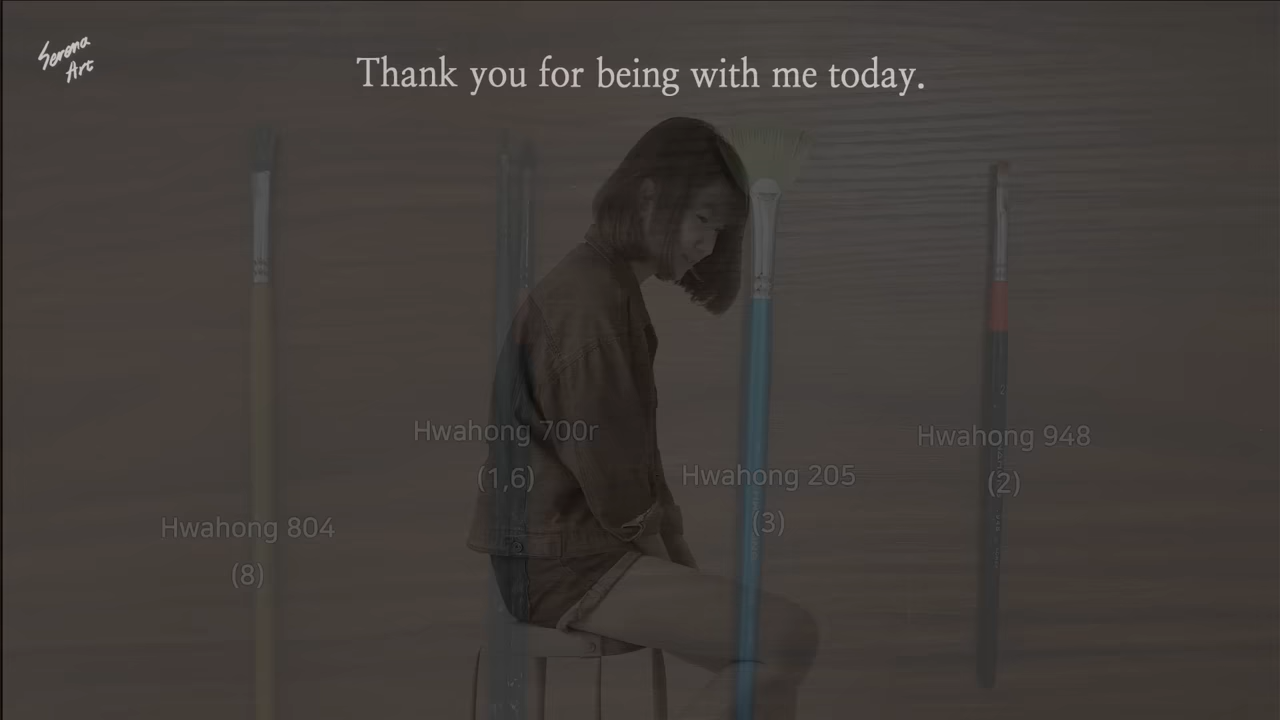 Serena
Art
Thank you for being with me today.
Hwahong 700r
(1,6)
Hwahong 948
(2)
Hwahong 205
(3)
Hwahong 804
(8)